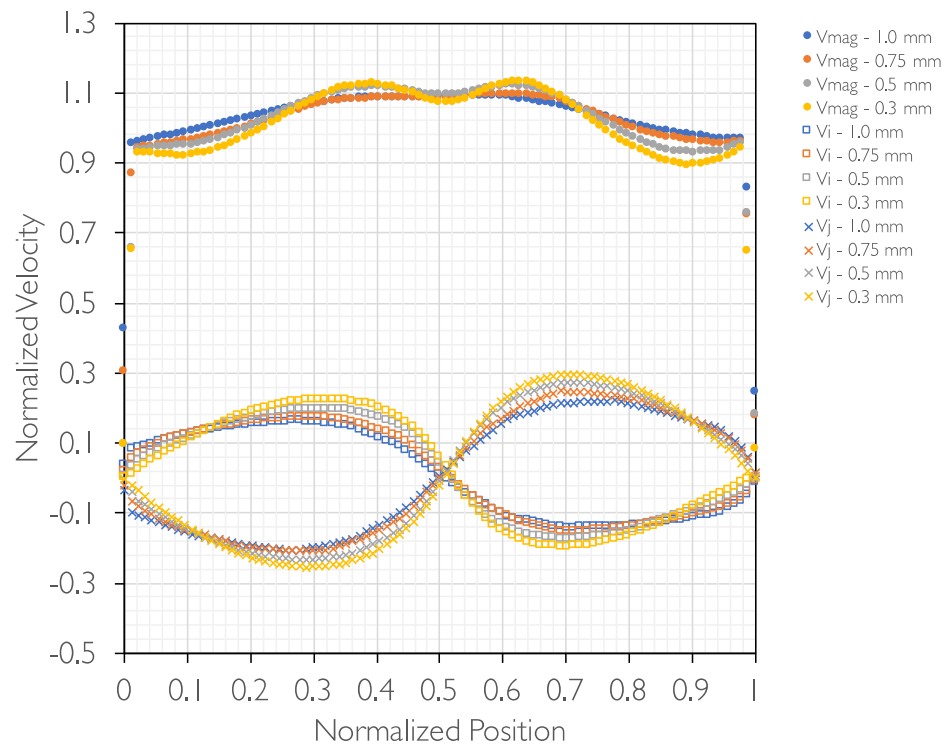 1.3
1.1
0.9
0.7
0.5
0.3
0.1
-0.1
-0.3
-0.5
Normalized Velocity
0 0.1 0.2 0.3 0.4 0.5 0.6 0.7 0.8 0.9 1
Normalized Position
Vmag - 1.0 mm
Vmag - 0.75 mm
Vmag - 0.5 mm
Vmag - 0.3 mm
Vi - 1.0 mm
Vi - 0.75 mm
Vi - 0.5 mm
Vi - 0.3 mm
Vj - 1.0 mm
Vj - 0.75 mm
Vj - 0.5 mm
Vj - 0.3 mm